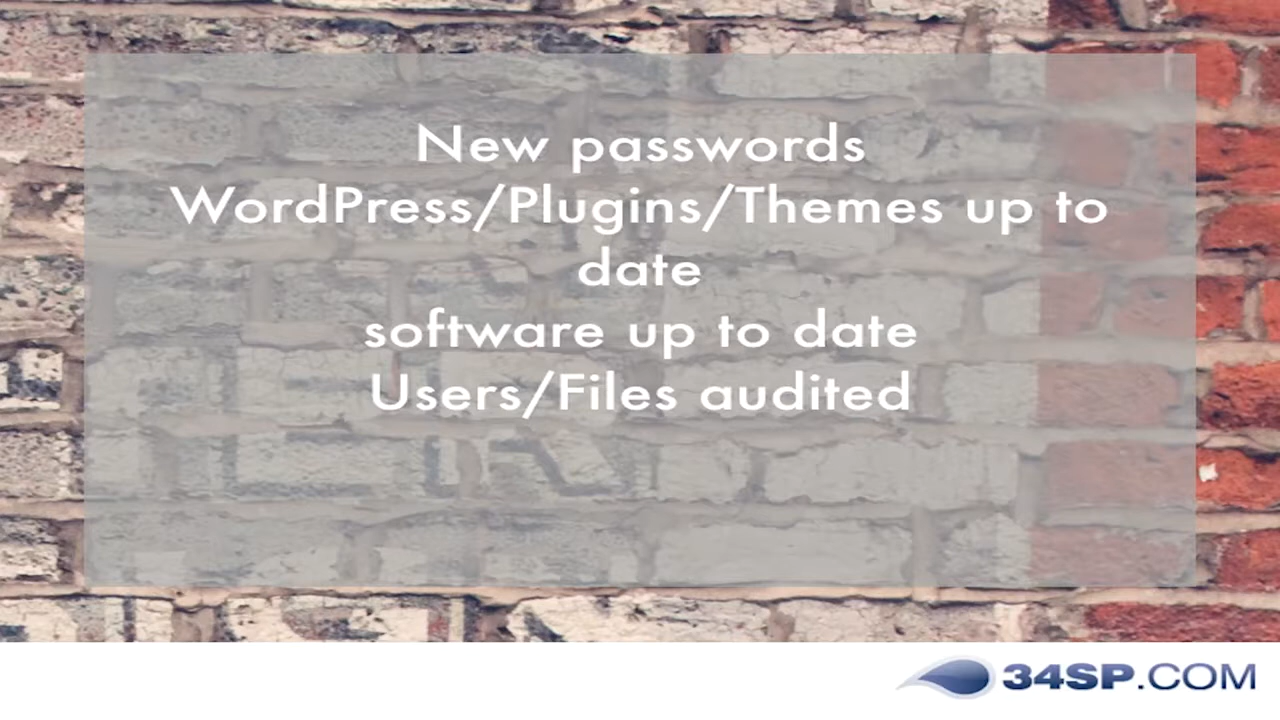 New passwords
WordPress/Plugins/Themes up to
date
software up to date
Users/Files audited
34SP.COM